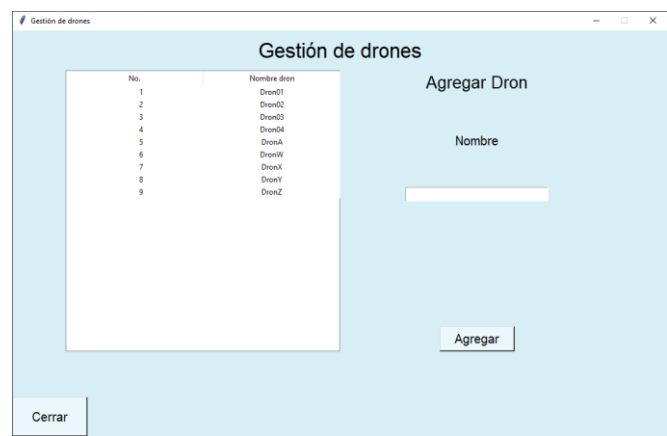 Gestión de drones
Gestión de drones
No. Nombre dron
1 Dron01
2 Dron02
3 Dron03
4 Dron04
5 DronA
6 DronW
7 DronX
8 DronY
9 DronZ
Agregar Dron
Nombre
Agregar
Cerrar